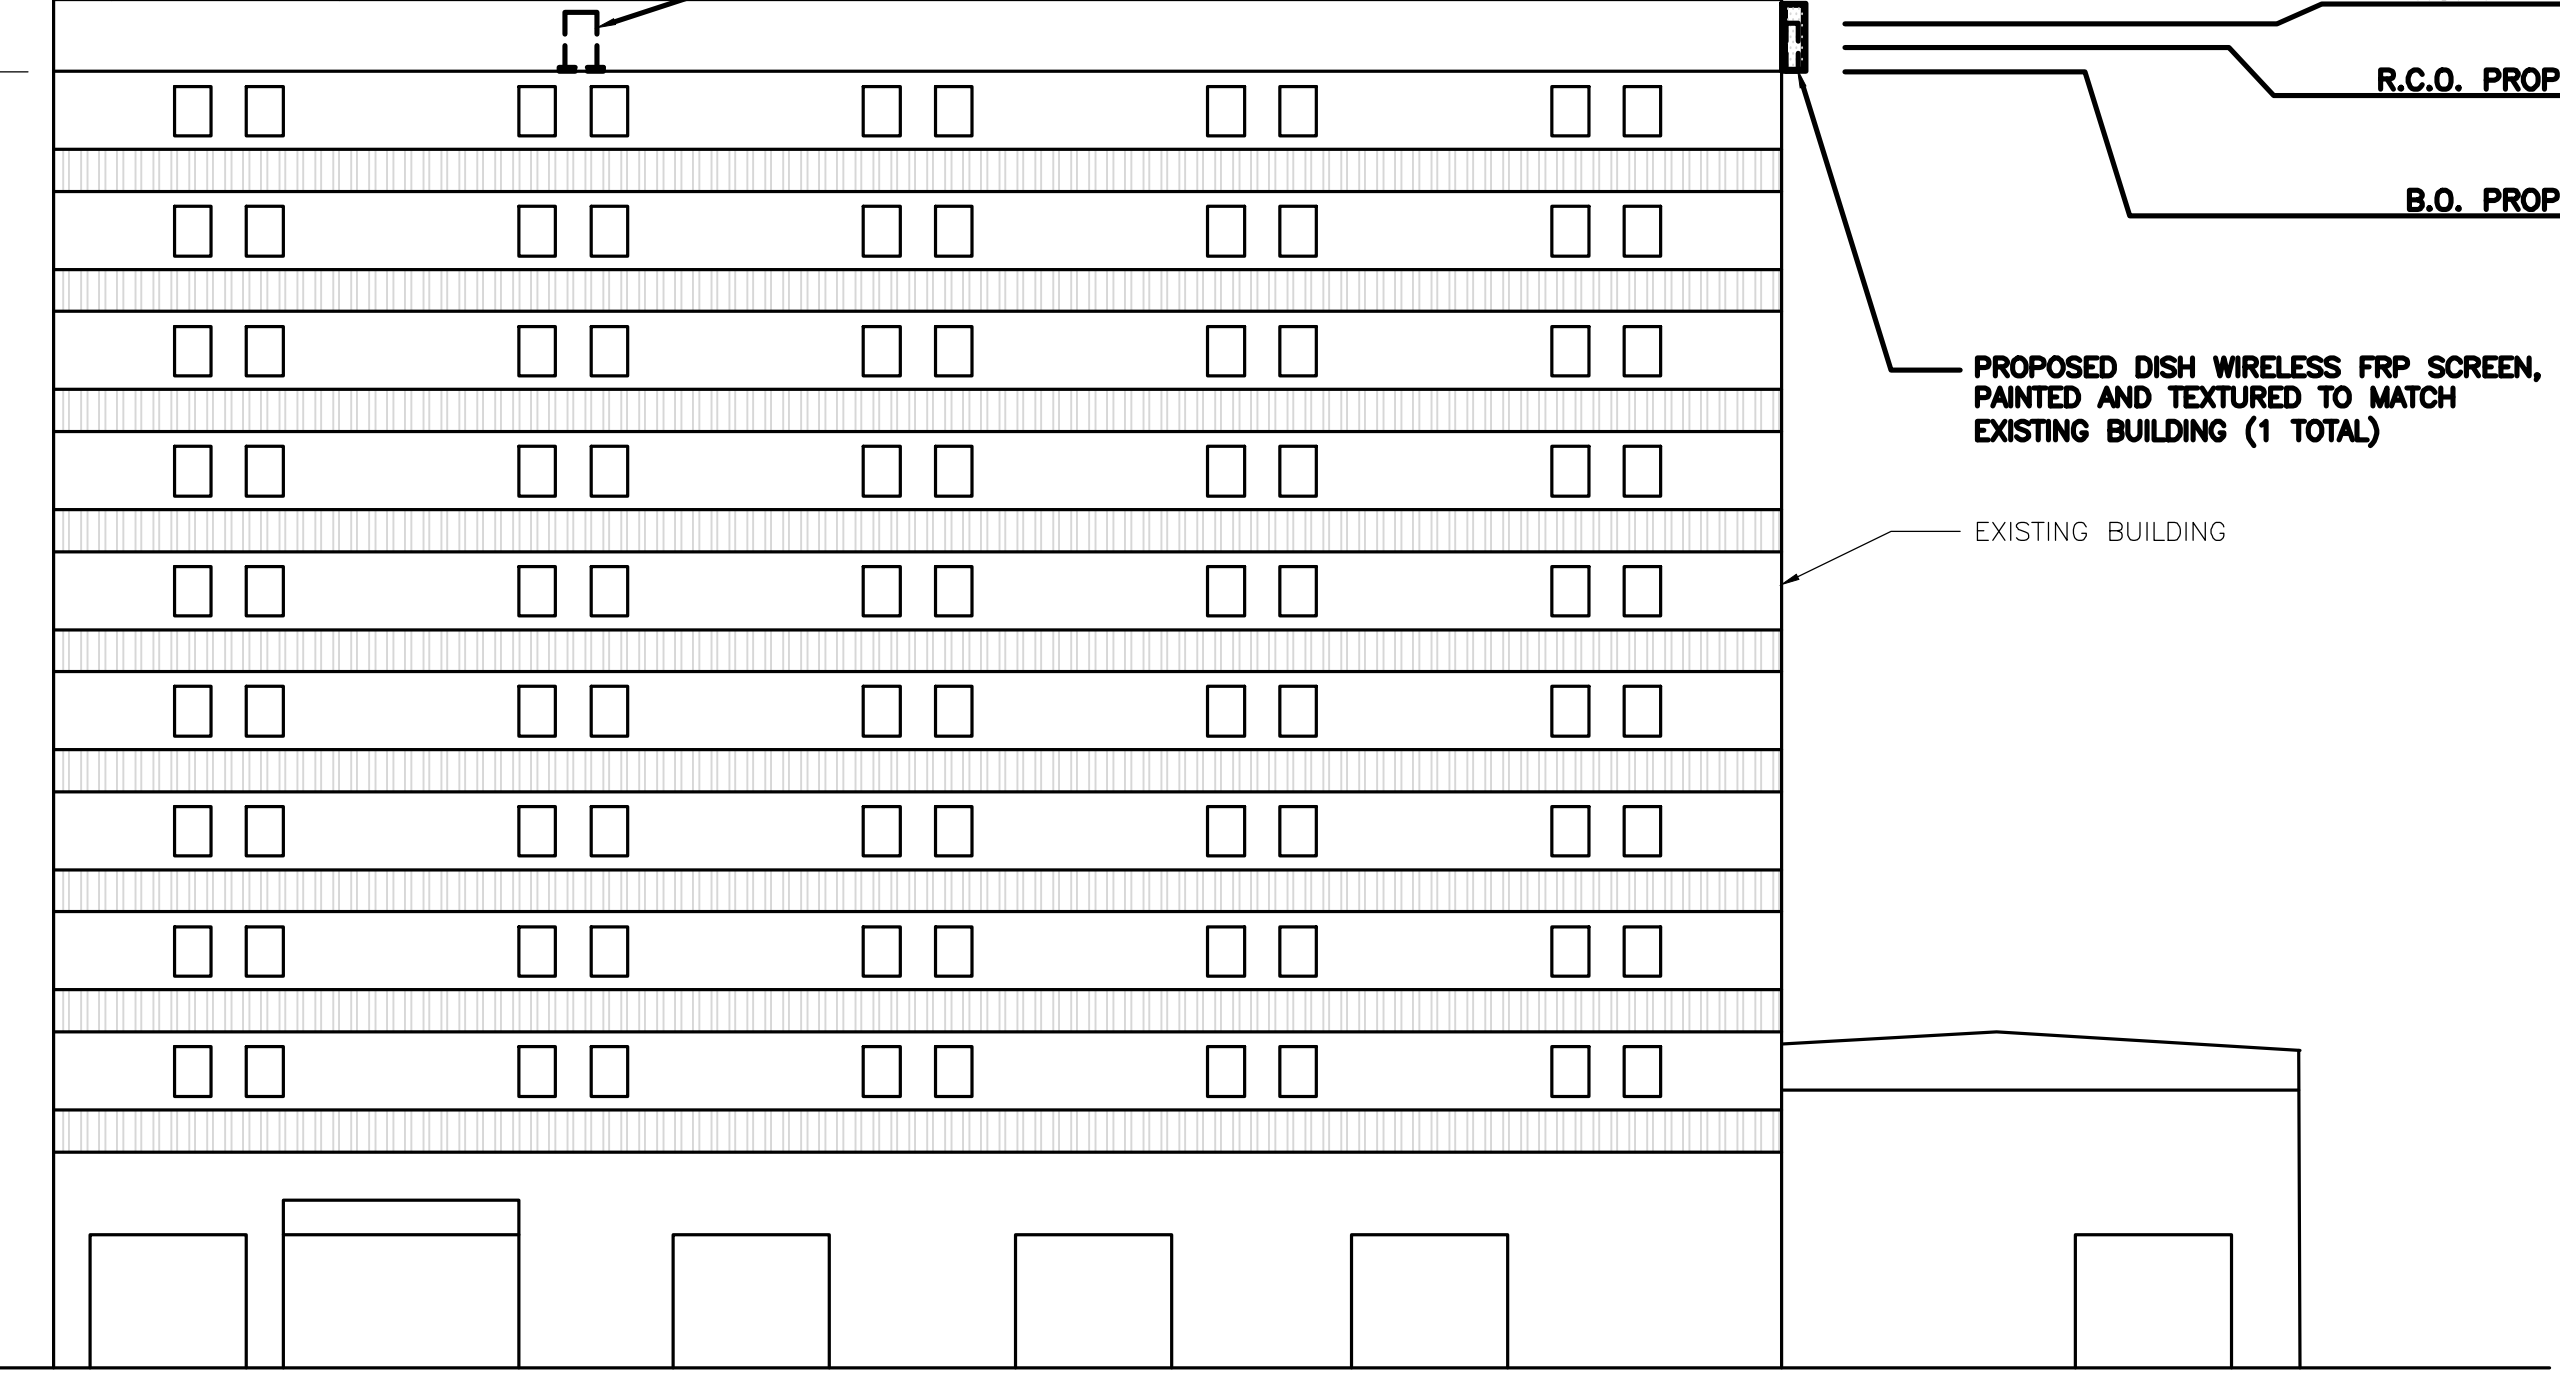 R.C.O. PROP
B.O. PROP
PROPOSED DISH WIRELESS FRP SCREEN,
PAINTED AND TEXTURED TO MATCH
EXISTING BUILDING (1 TOTAL)
EXISTING BUILDING